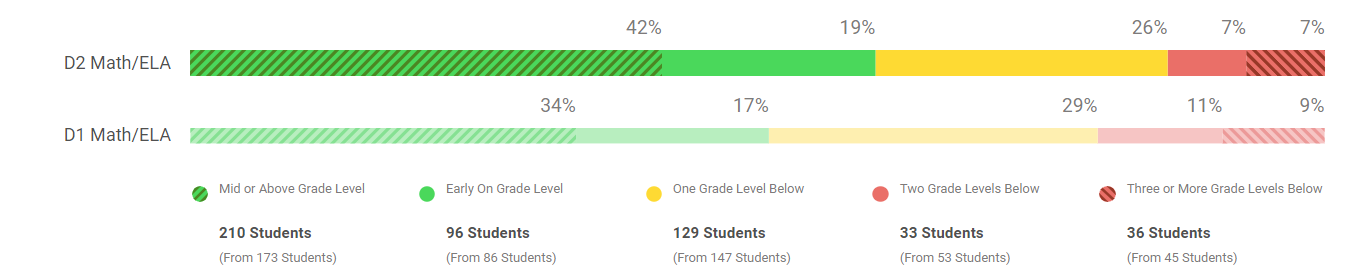 42% 19% 26% 7% 7%
D2 Math/ELA
34% 17% 29% 11% 9%
D1 Math/ELA
Mid or Above Grade Level Early On Grade Level One Grade Level Below Two Grade Levels Below Three or More Grade Levels Below
210 Students 96 Students 129 Students 33 Students 36 Students
(From 173 Students) (From 86 Students) (From 147 Students) (From 53 Students) (From 45 Students)